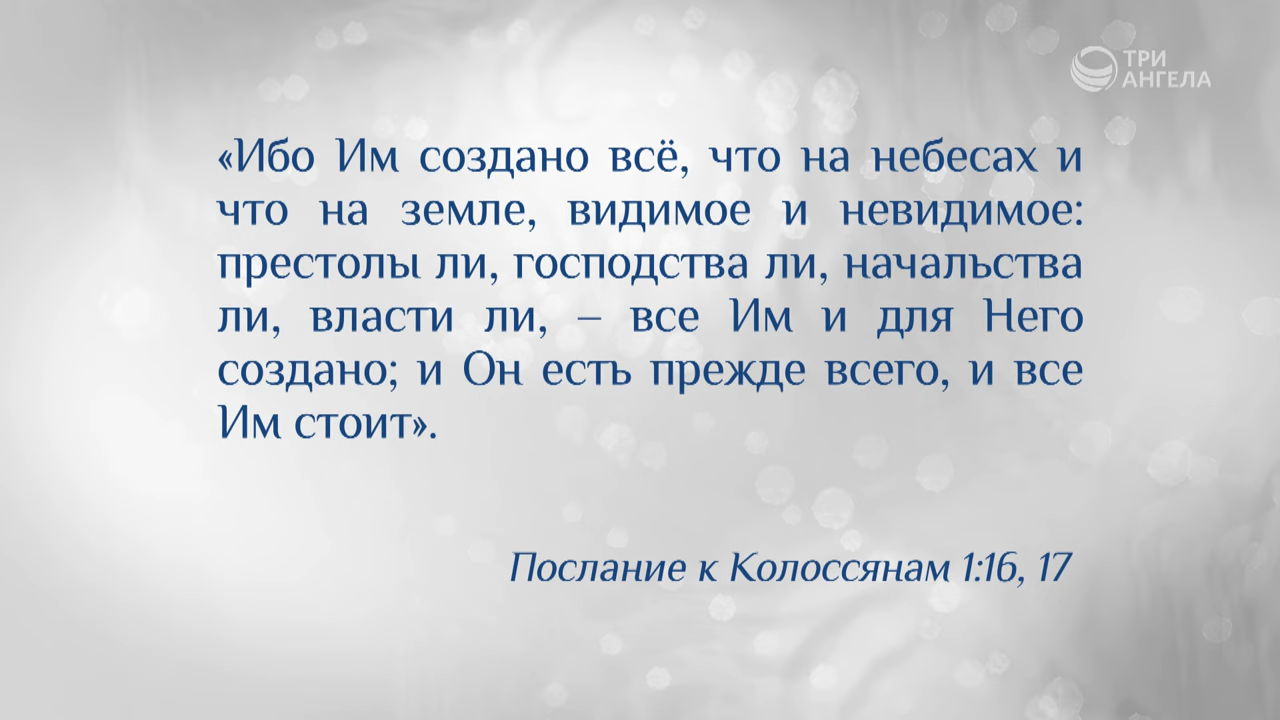 ТРИ
АНГЕЛА
«Ибо Им создано всё, что на небесах и
что на земле, видимое и невидимое:
престолы ли, господства ли, начальства
ли, власти ли, – все Им и для Него
создано; и Он есть прежде всего, и все
Им стоит».
Послание к Колоссянам 1:16, 17